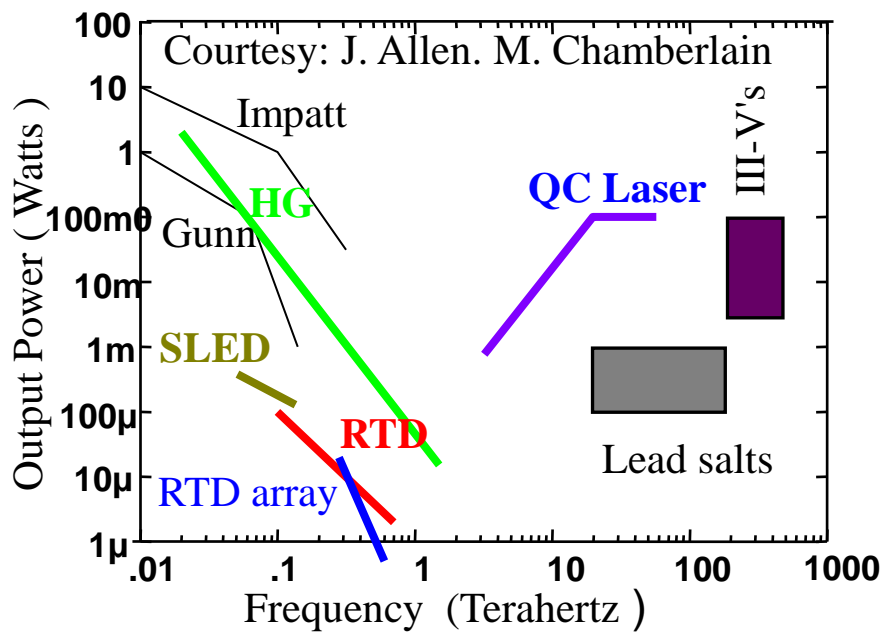 100
Courtesy: J. Allen. M. Chamberlain
10
Impatt
III-V's
1
QC Laser
HG
100m0
Gunn
10m
SLED
1m
100μ
RTD
Lead salts
10μ
RTD array
1μ
.01 .1 1 10 100 1000
Frequency (Terahertz )
Output Power ( Watts )